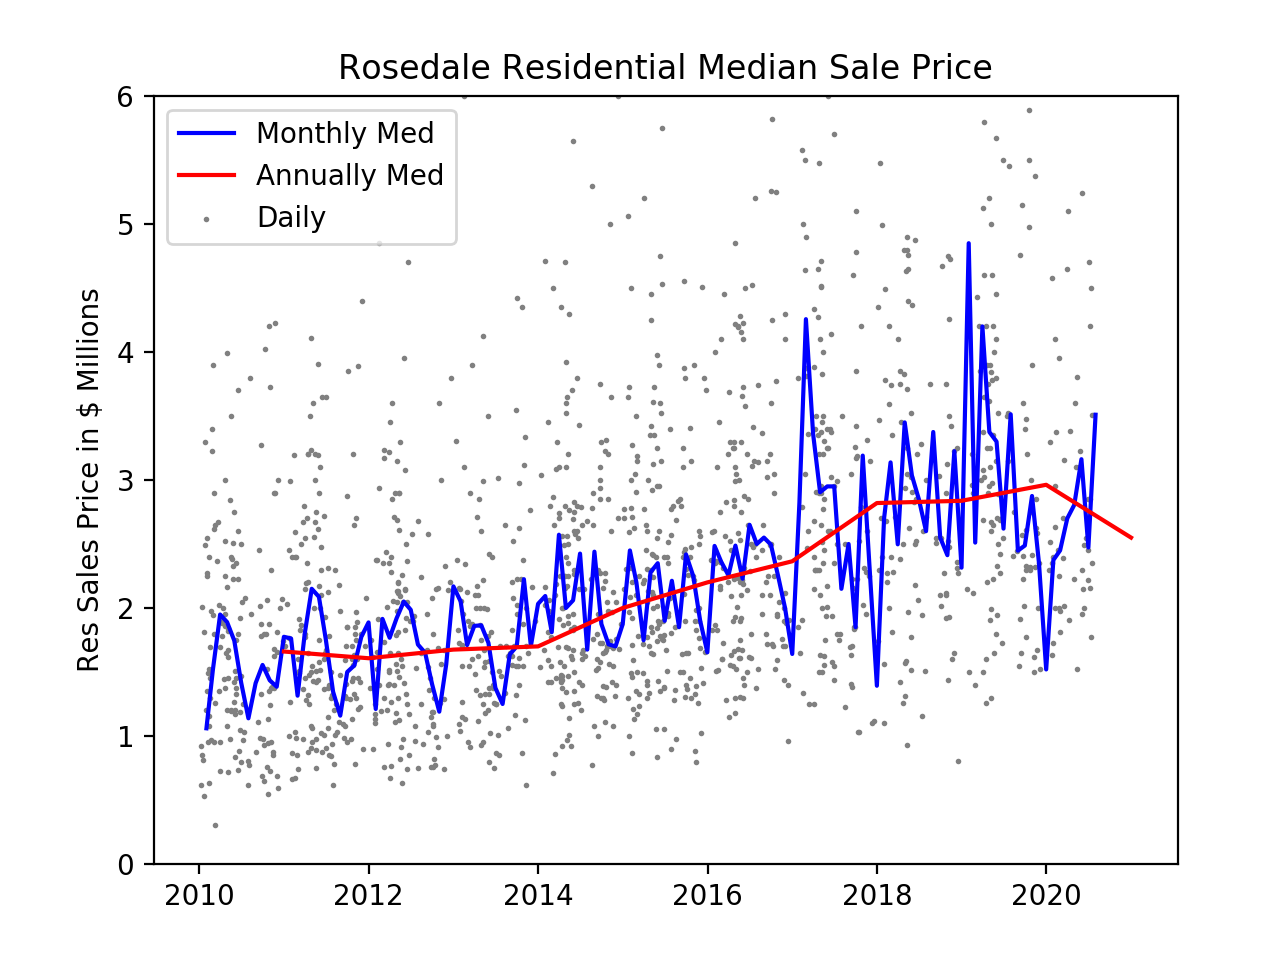 Rosedale Residential Median Sale Price
Monthly Med
Annually Med
Daily
Res Sales Price in $ Millions
6
5
4
3
2
1
0
2010 2012 2014 2016 2018 2020